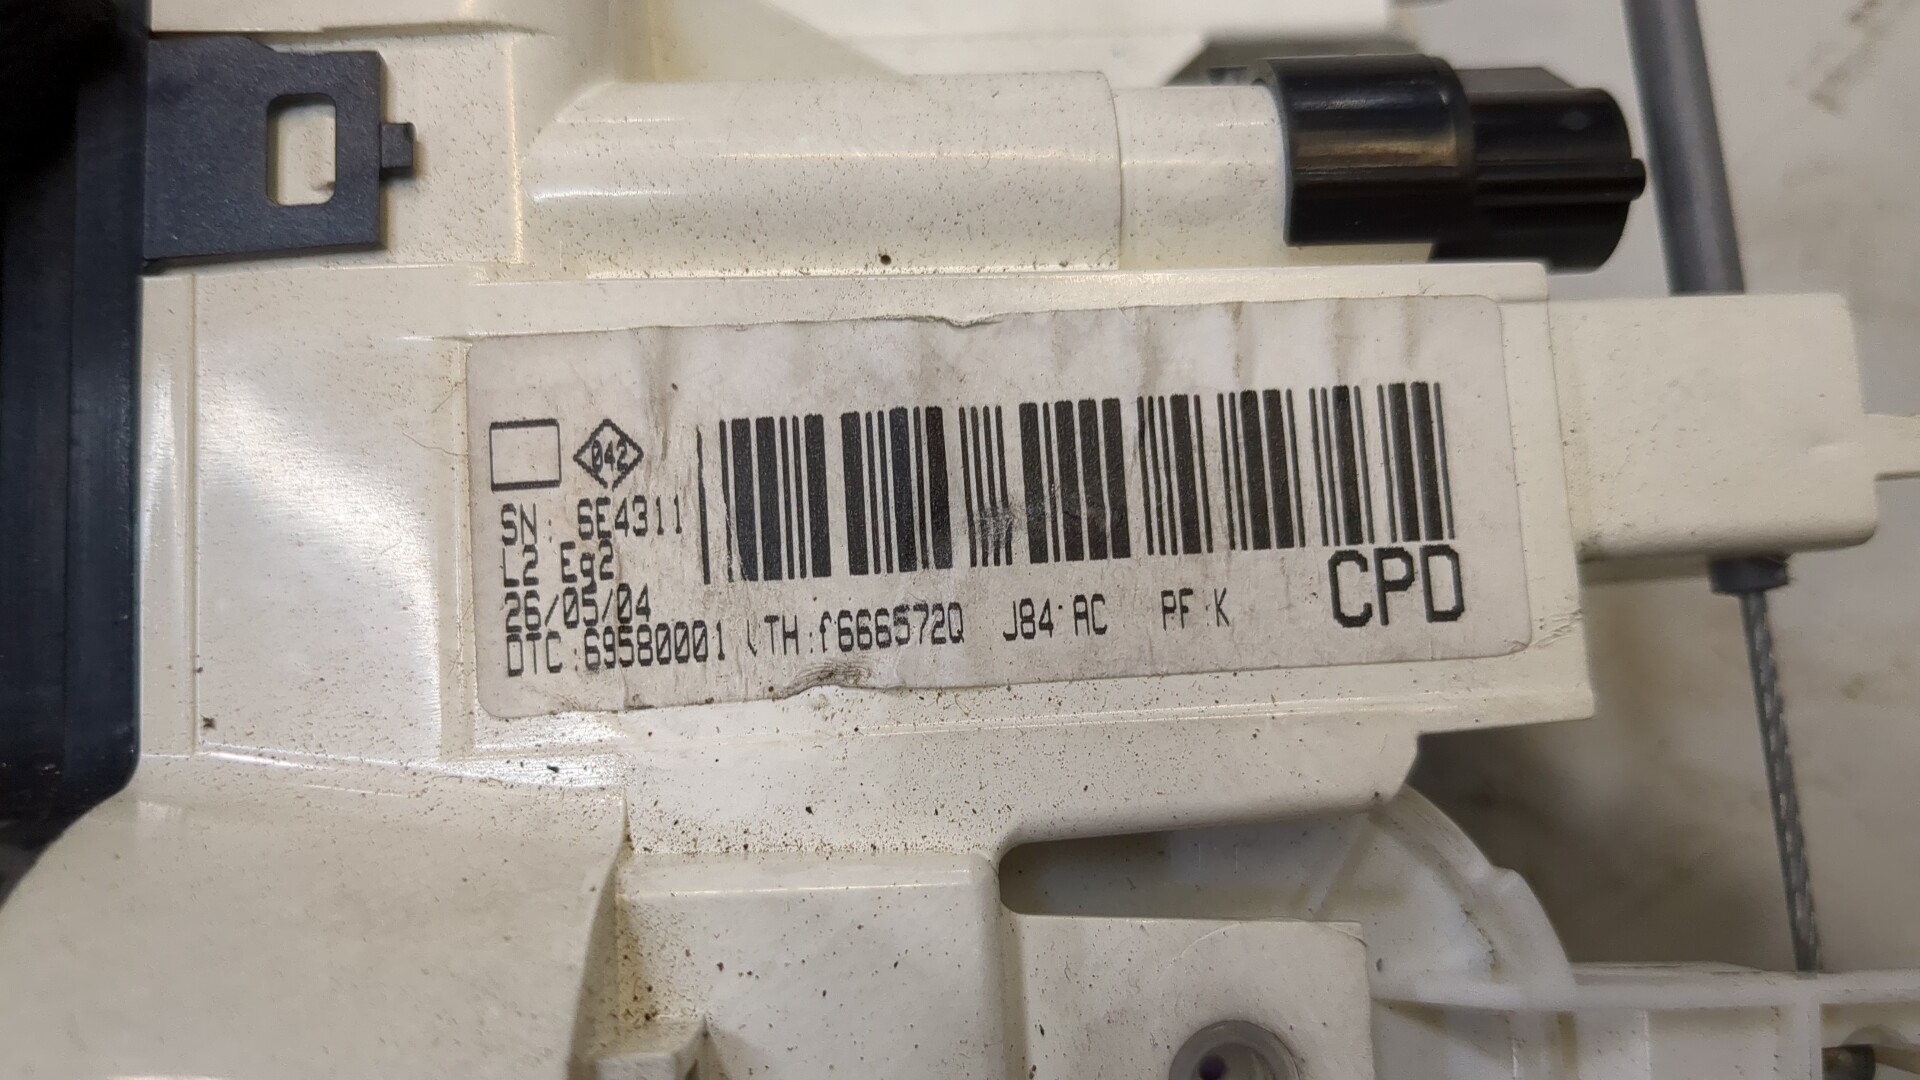 042
SN: 6E4311
L2 Eg2
26/05/04
DTC:69580001 VTH:f666572Q J84 AC PF:K
CPD